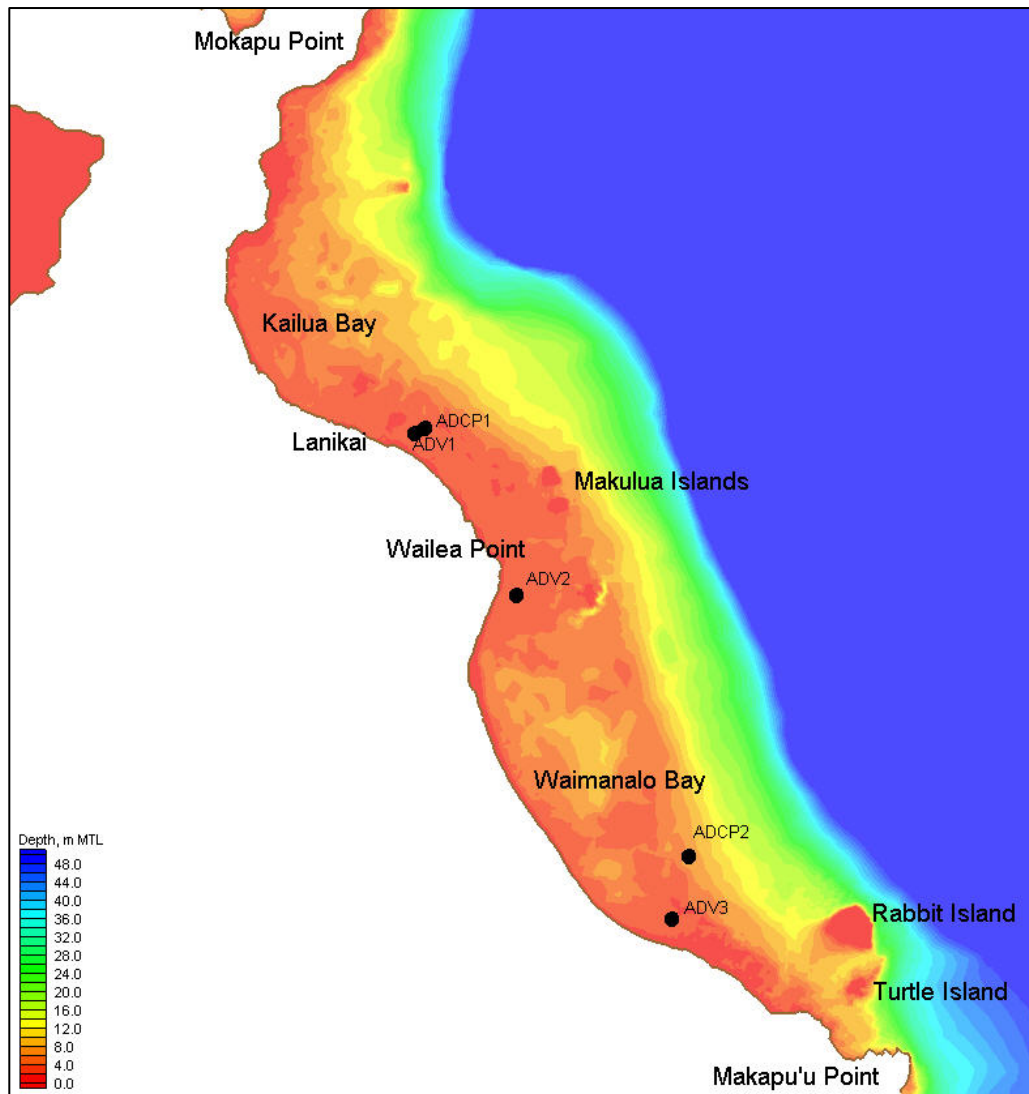 Mokapu Point
Kailua Bay
ADCP1
Lanikai
ADV1
Makulua Islands
Wailea Point
ADV2
Waimanalo Bay
ADCP2
Depth, m MTL
48.0
44.0
40.0
36.0
32.0
28.0
24.0
20.0
16.0
12.0
8.0
4.0
0.0
ADV3
Rabbit Island
Turtle Island
Makapu'u Point